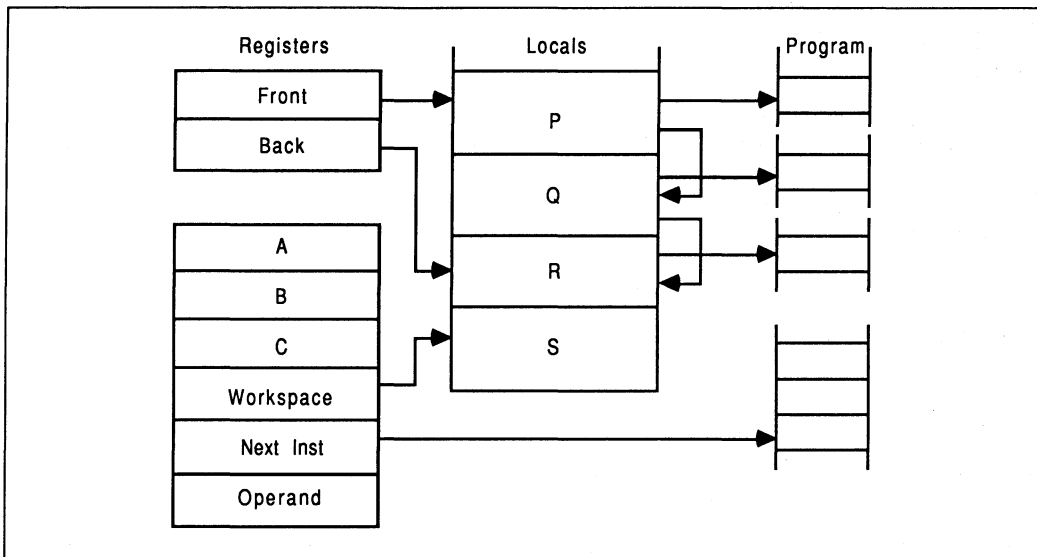 Registers
Locals
Program
Front
Back
P
Q
R
S
A
B
C
Workspace
Next Inst
Operand